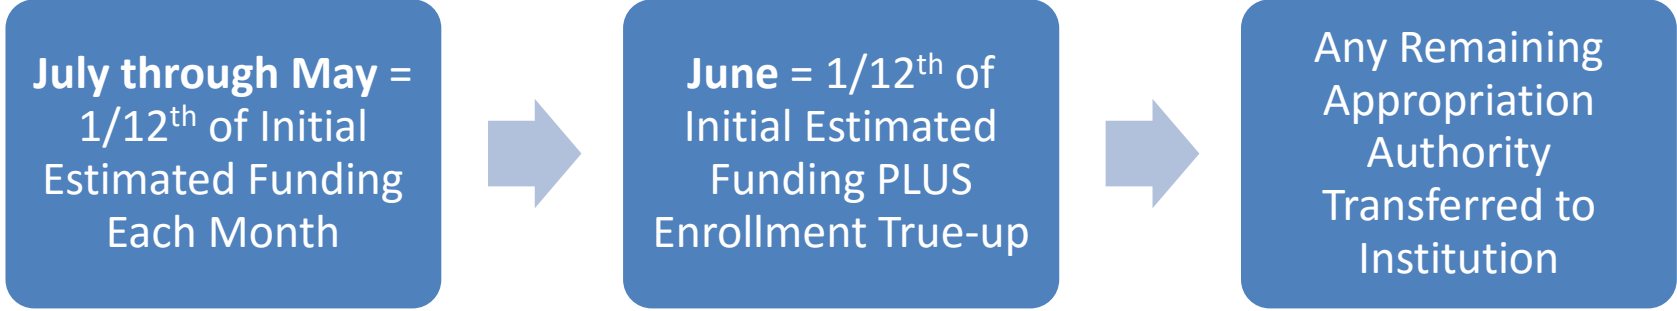 July through May =
1/12th of Initial
Estimated Funding
Each Month
June = 1/12th of
Initial Estimated
Funding PLUS
Enrollment True-up
Any Remaining
Appropriation
Authority
Transferred to
Institution